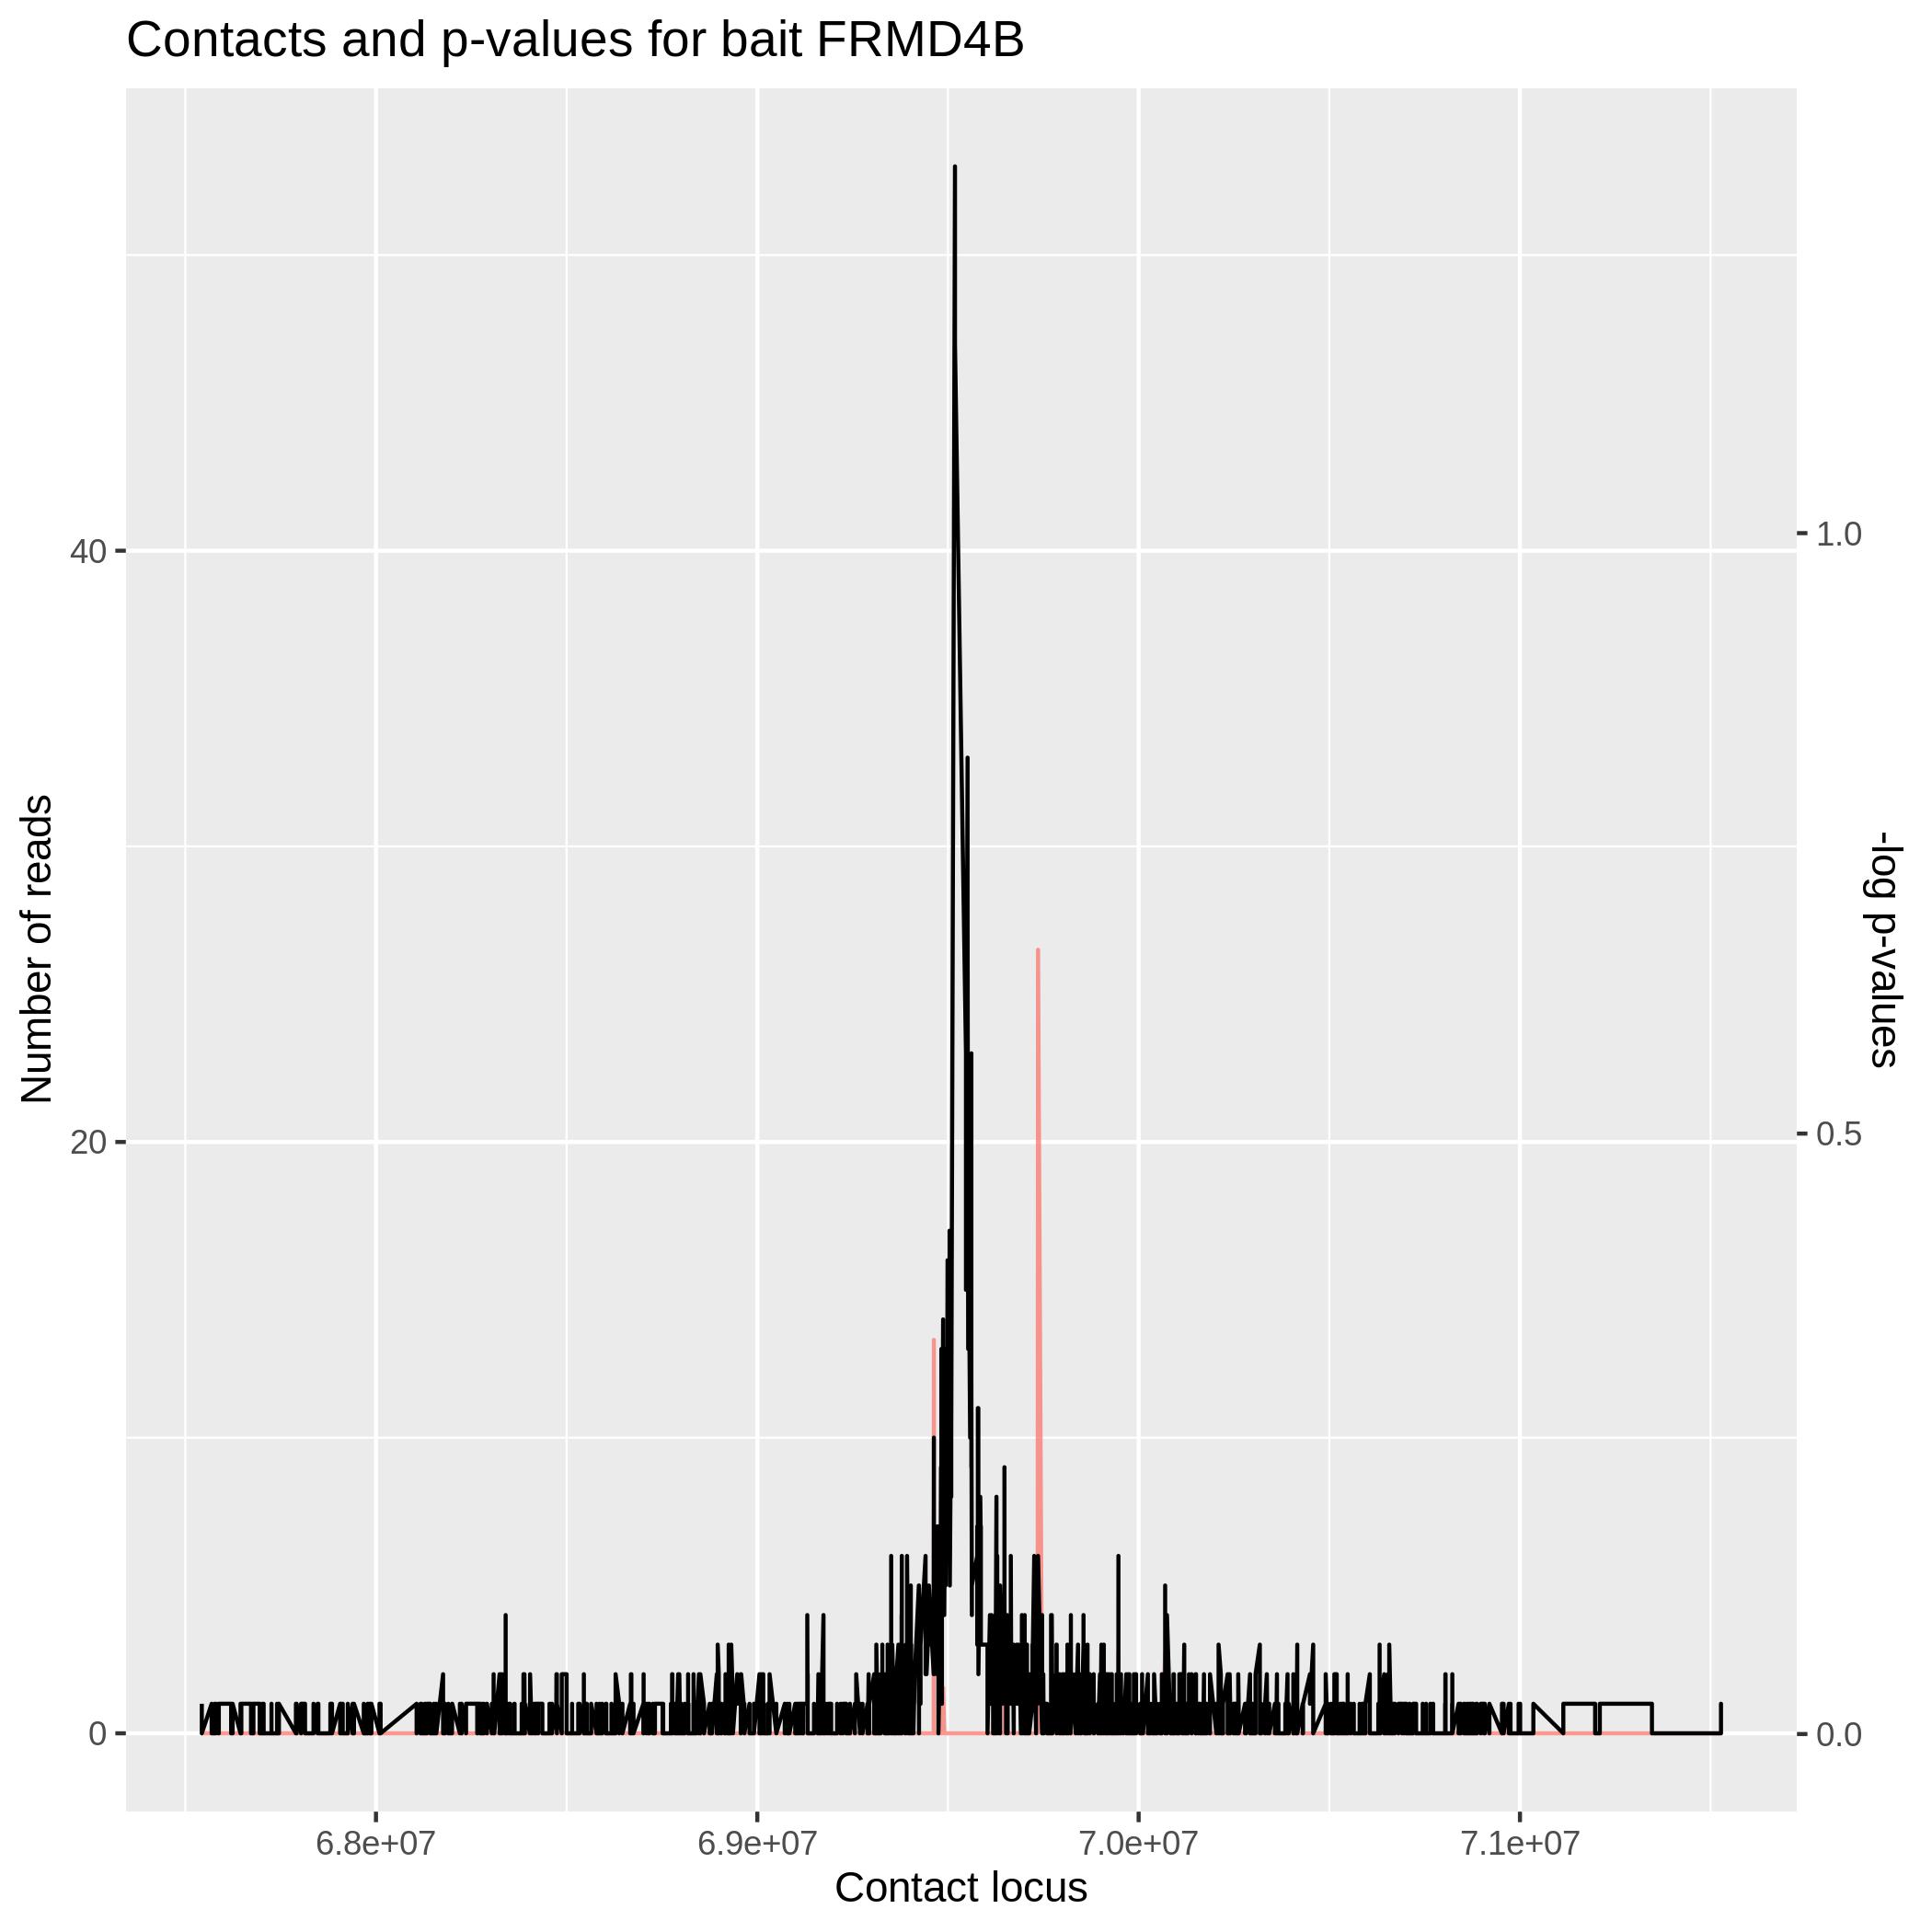 Contacts and p-values for bait FRMD4B
Number of reads
40
20
0
1.0
0.5
0.0
-log p-values
6.8e+07 6.9e+07 7.0e+07 7.1e+07
Contact locus